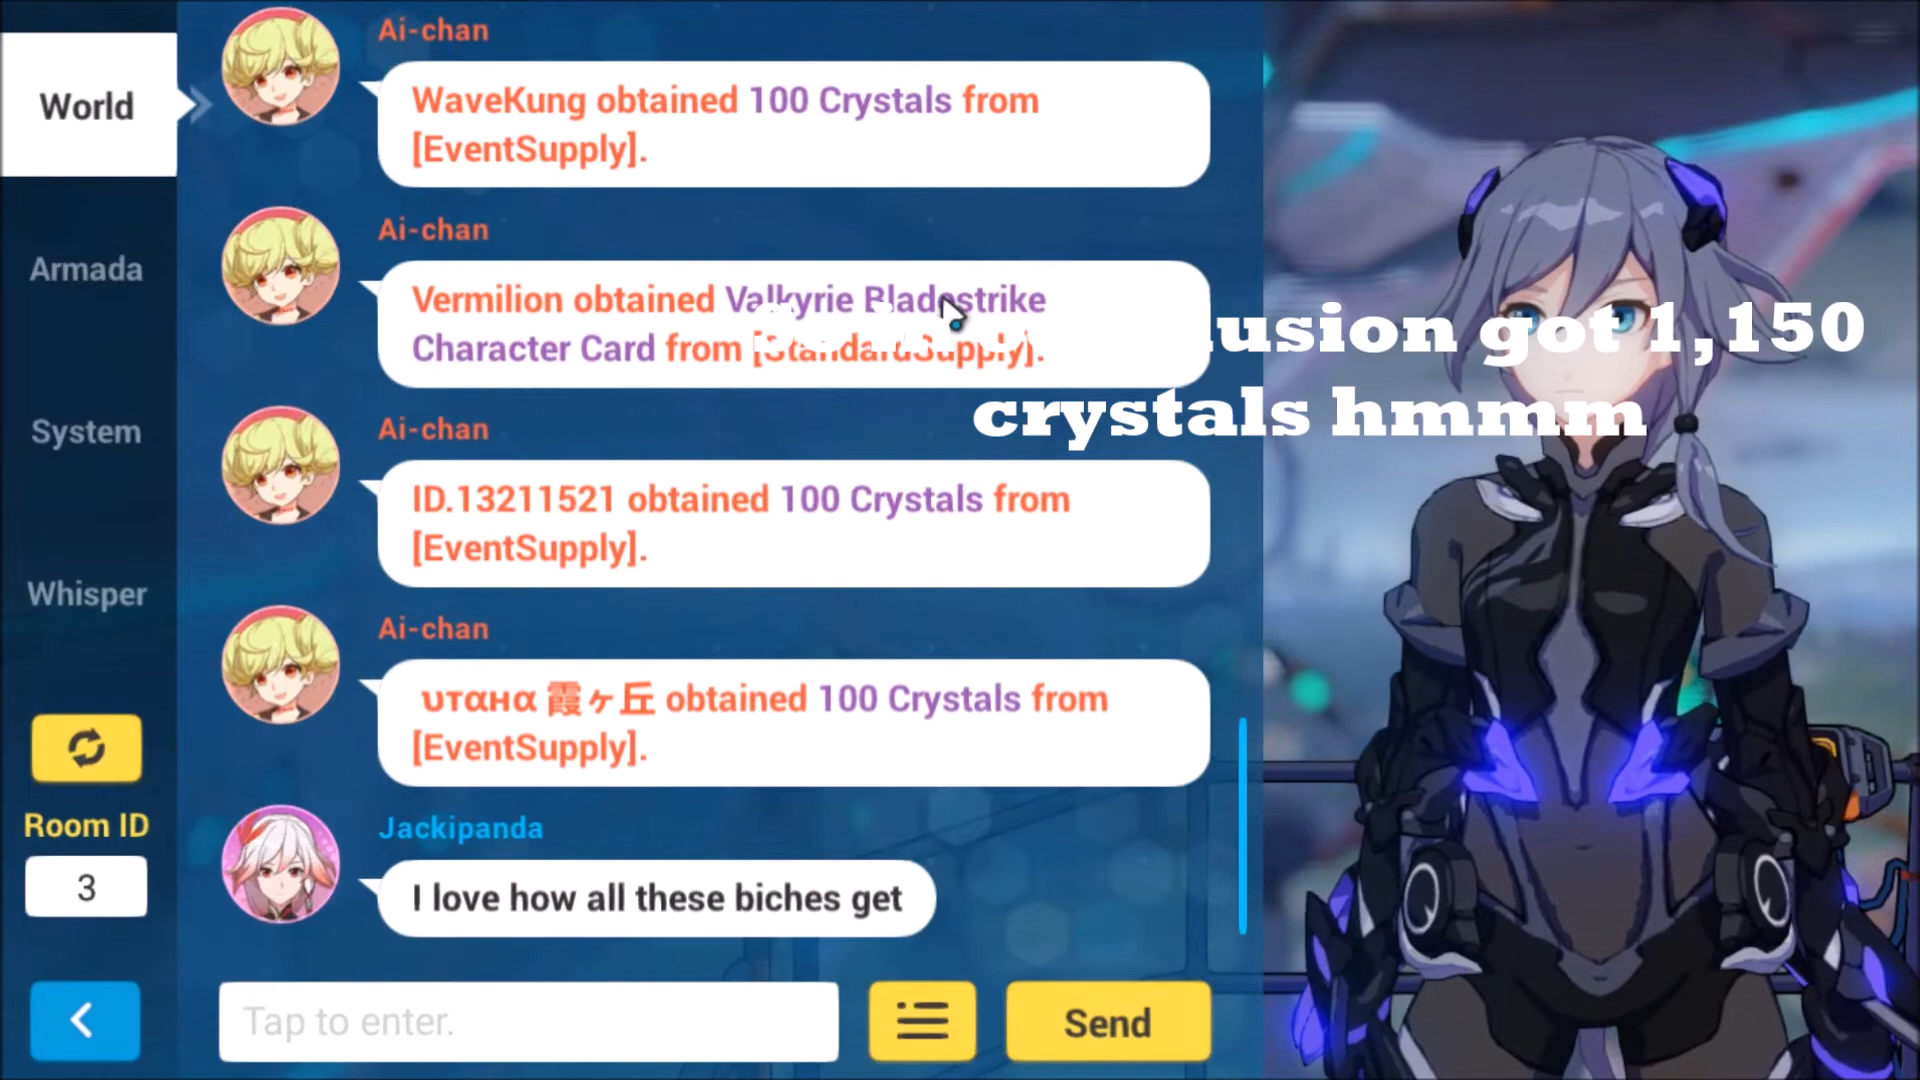 World
Armada
System
Whisper
Room ID
3
Ai-chan
WaveKung obtained 100 Crystals from
[EventSupply].
Ai-chan
Vermilion obtained Valkyrie Bladestrike
Character Card from [StandardSupply].
Ai-chan
ID.13211521 obtained 100 Crystals from
[EventSupply].
Ai-chan
υταнα 霞ヶ丘 obtained 100 Crystals from
[EventSupply].
Jackipanda
I love how all these biches get
Tap to enter.
Send
got 1,150
crystals hmmm